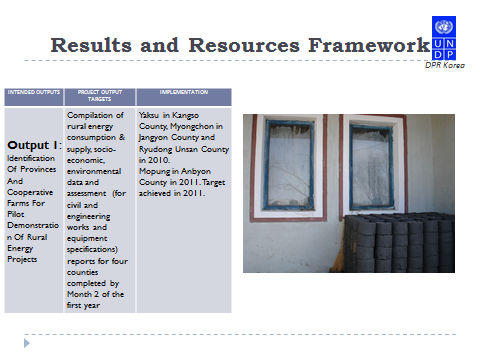 Results and Resources Framework
U N
D P
DPR Korea
INTENDED OUTPUTS
PROJECT OUTPUT
TARGETS
IMPLEMENTATION
Output 1:
Identification
Of Provinces
And
Cooperative
Farms For
Pilot
Demonstratio
n Of Rural
Energy
Projects
Compilation of
rural energy
consumption &
supply, socio-
economic,
environmental
data and
assessment (for
civil and
engineering
works and
equipment
specifications)
reports for four
counties
completed by
Month 2 of the
first year
Yaksu in Kangso
County, Myongchon in
Jangyon County and
Ryudong Unsan County
in 2010.
Mopung in Anbyon
County in 2011. Target
achieved in 2011.